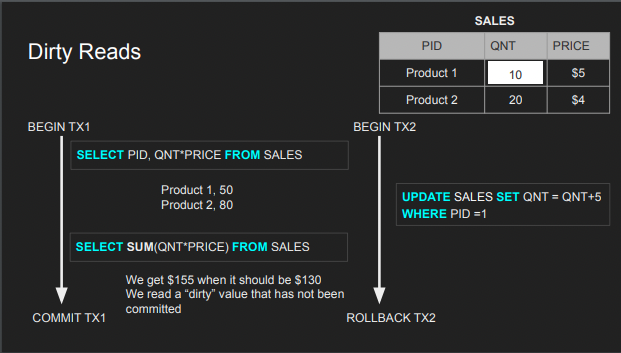 SALES
Dirty Reads
PID QNT PRICE
Product 1 10 $5
Product 2 20 $4
BEGIN TX1
BEGIN TX2
SELECT PID, QNT*PRICE FROM SALES
Product 1, 50
Product 2, 80
UPDATE SALES SET QNT = QNT+5
WHERE PID =1
SELECT SUM(QNT*PRICE) FROM SALES
We get $155 when it should be $130
We read a “dirty” value that has not been
committed
COMMIT TX1
ROLLBACK TX2